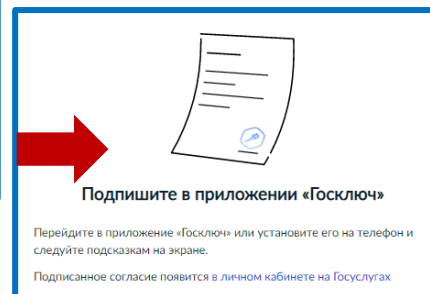 Подпишите в приложении «Госключ»
Перейдите в приложение «Госключ» или установите его на телефон и
следуйте подсказкам на экране.
Подписанное согласие появится в личном кабинете на Госуслугах